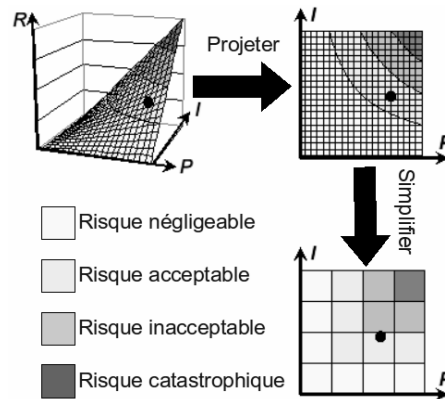 R
I
P
Projeter
I
P
Simplifier
Risque négligeable
Risque acceptable
Risque inacceptable
Risque catastrophique
I
P